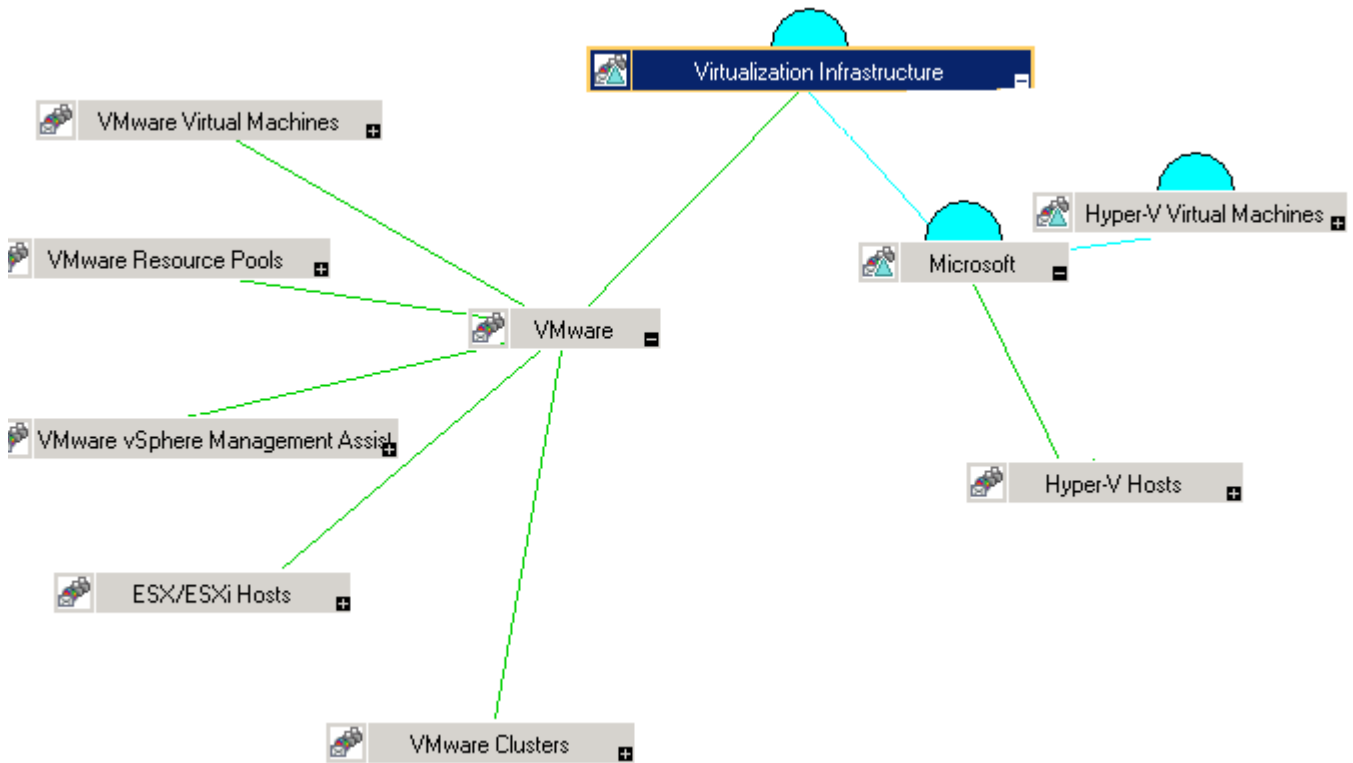 Virtualization Infrastructure
VMware Virtual Machines
Hyper-V Virtual Machines
VMware Resource Pools
Microsoft
VMware
VMware vSphere Management Assist
Hyper-V Hosts
ESX/ESXi Hosts
VMware Clusters